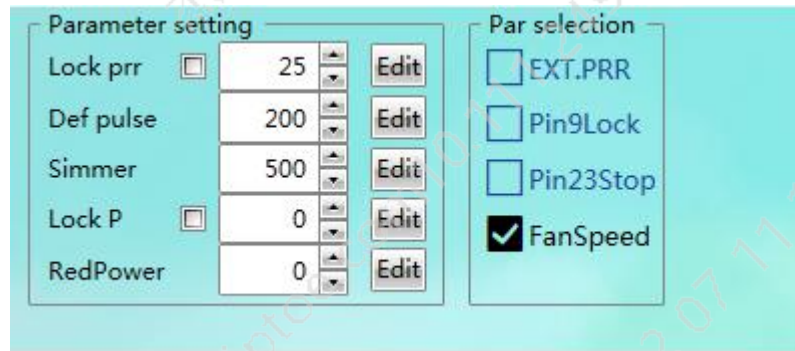 Parameter setting
Lock prr 25 Edit
Def pulse 200 Edit
Simmer 500 Edit
Lock P 0 Edit
RedPower 0 Edit
Par selection
EXT.PRR
Pin9Lock
Pin23Stop
FanSpeed